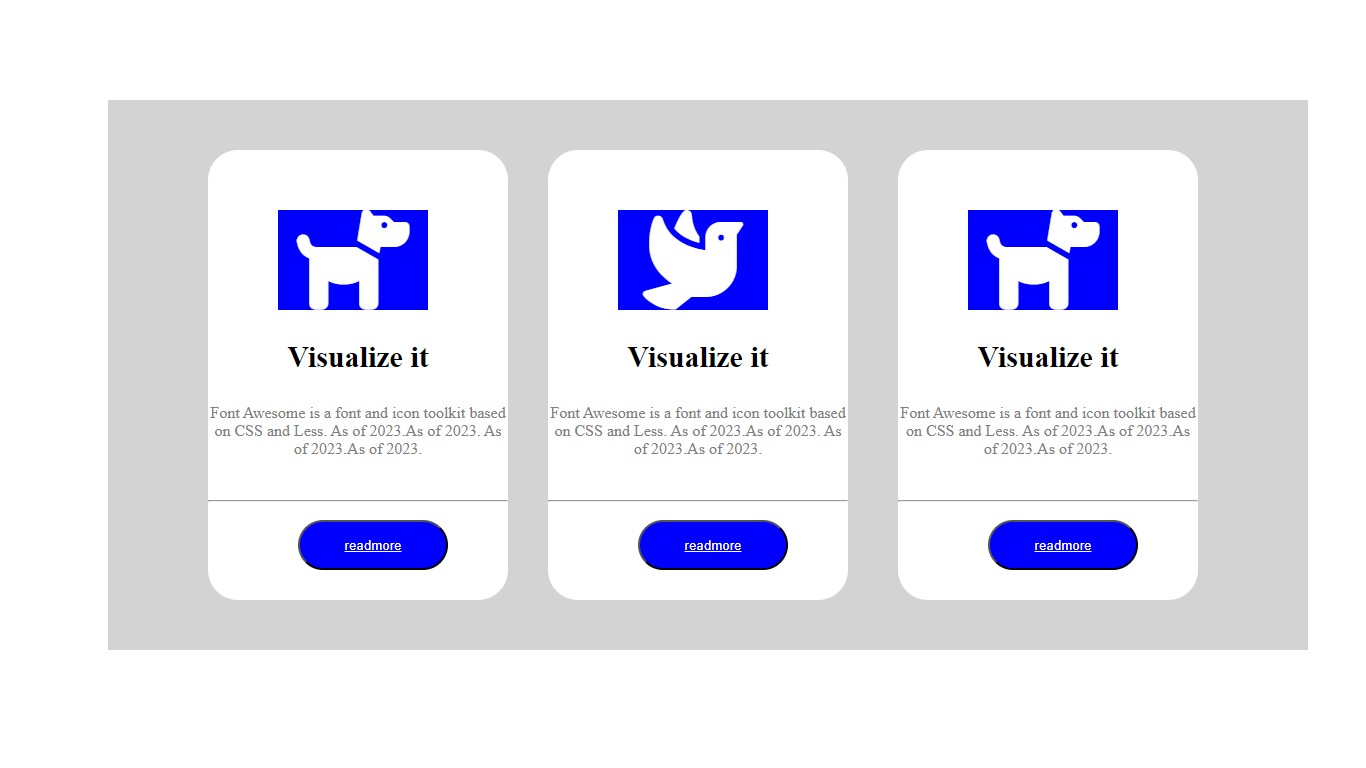 Visualize it
Font Awesome is a font and icon toolkit based
on CSS and Less. As of 2023.As of 2023. As
of 2023.As of 2023.
readmore
Visualize it
Font Awesome is a font and icon toolkit based
on CSS and Less. As of 2023.As of 2023. As
of 2023.As of 2023.
readmore
Visualize it
Font Awesome is a font and icon toolkit based
on CSS and Less. As of 2023.As of 2023.As
of 2023.As of 2023.
readmore